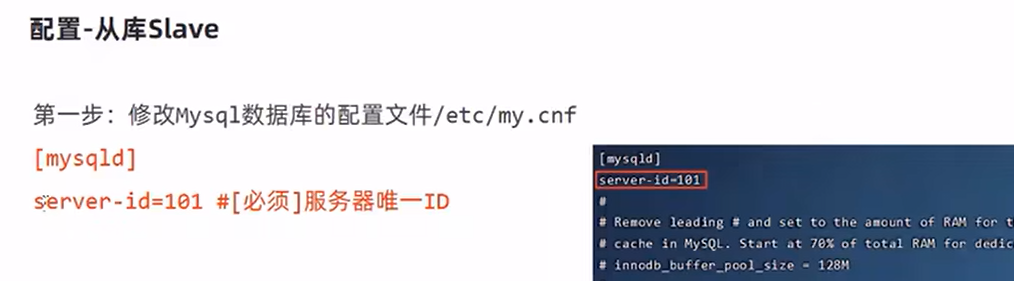 配置-从库Slave
第一步：修改Mysql数据库的配置文件/etc/my.cnf
[mysqld]
server-id=101 #[必须]服务器唯一ID
[mysqld]
server-id=101
#
# Remove leading # and set to the amount of RAM for
# cache in MySQL. Start at 70% of total RAM for
# innodb_buffer_pool_size = 128M